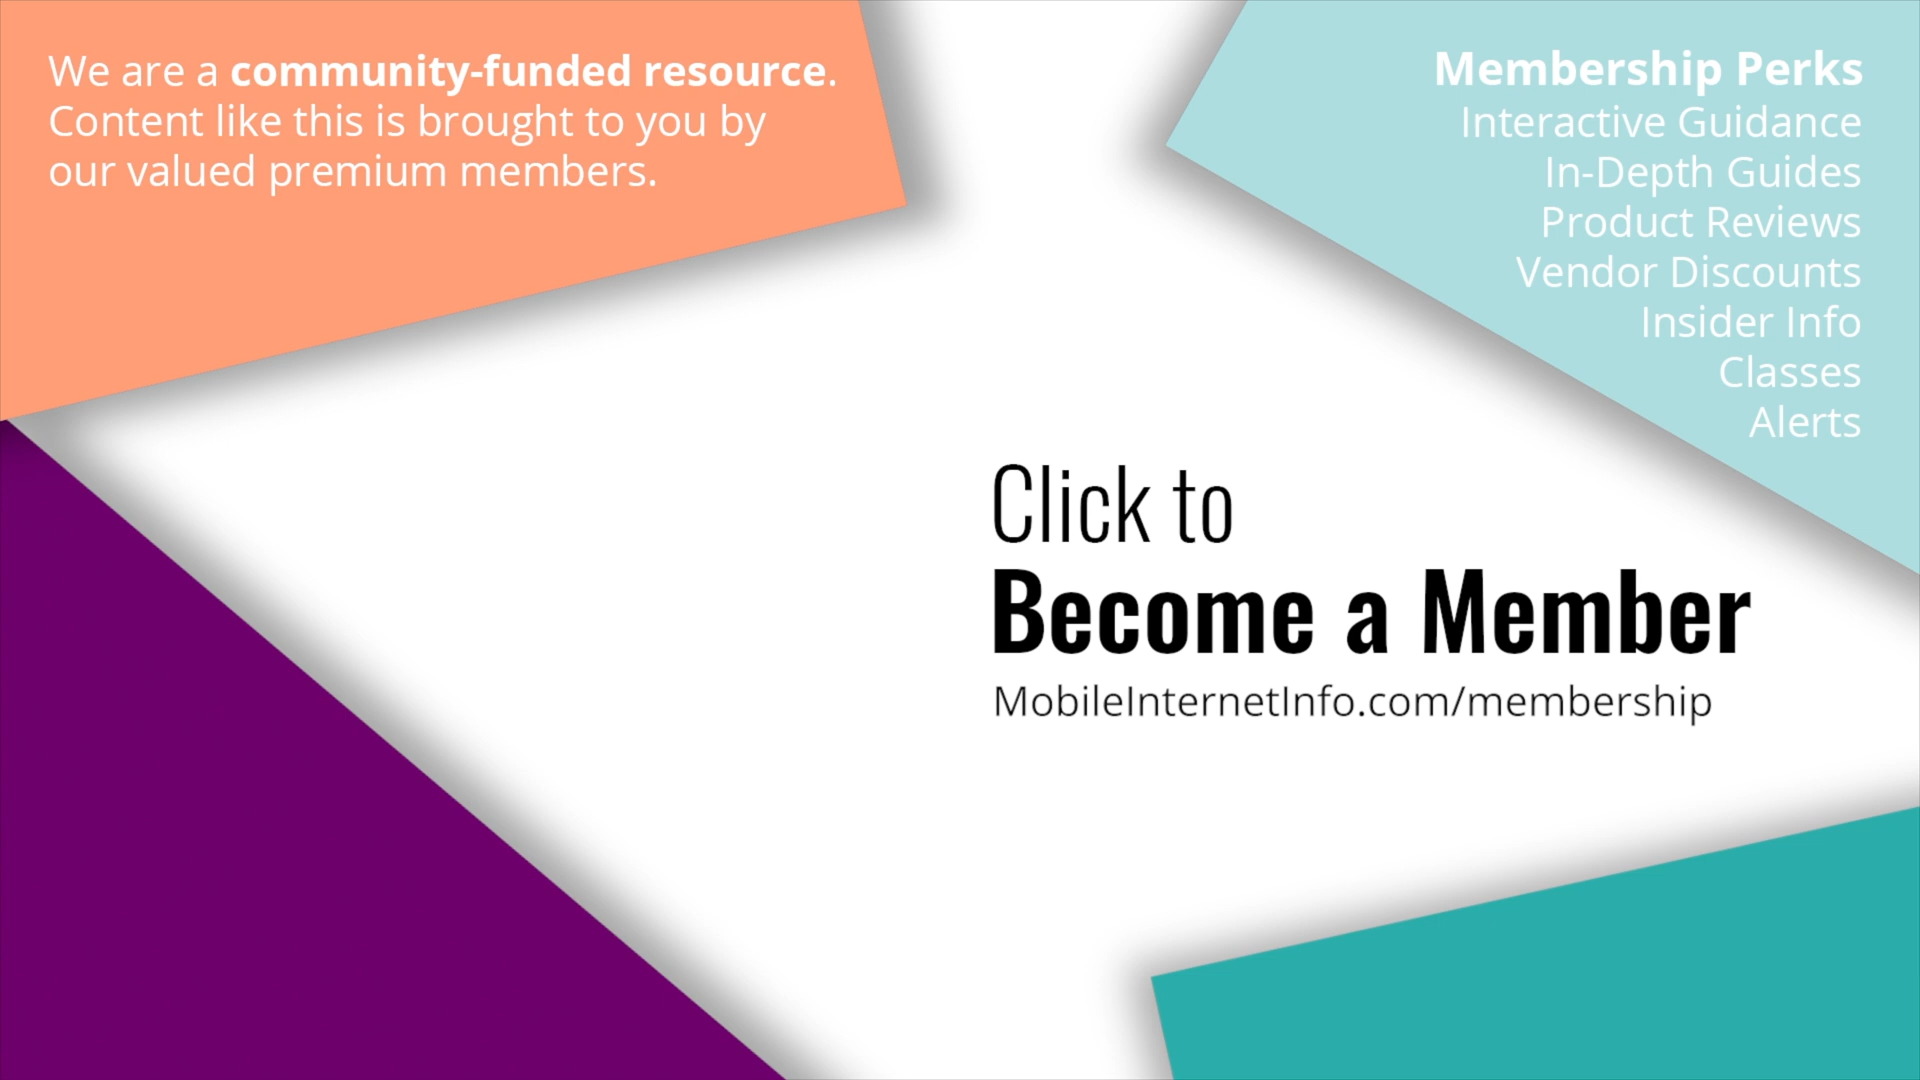 We are a community-funded resource.
Content like this is brought to you by
our valued premium members.
Membership Perks
Interactive Guidance
In-Depth Guides
Product Reviews
Vendor Discounts
Insider Info
Classes
Alerts
Click to
Become a Member
MobileInternetInfo.com/membership